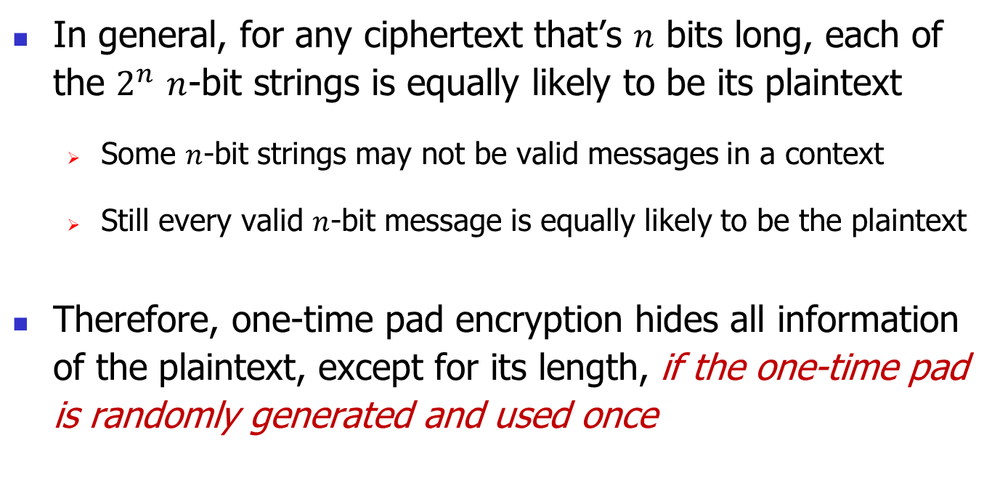 In general, for any ciphertext that’s n bits long, each of
the 2ⁿ n-bit strings is equally likely to be its plaintext
Some n-bit strings may not be valid messages in a context
Still every valid n-bit message is equally likely to be the plaintext
Therefore, one-time pad encryption hides all information
of the plaintext, except for its length, if the one-time pad
is randomly generated and used once